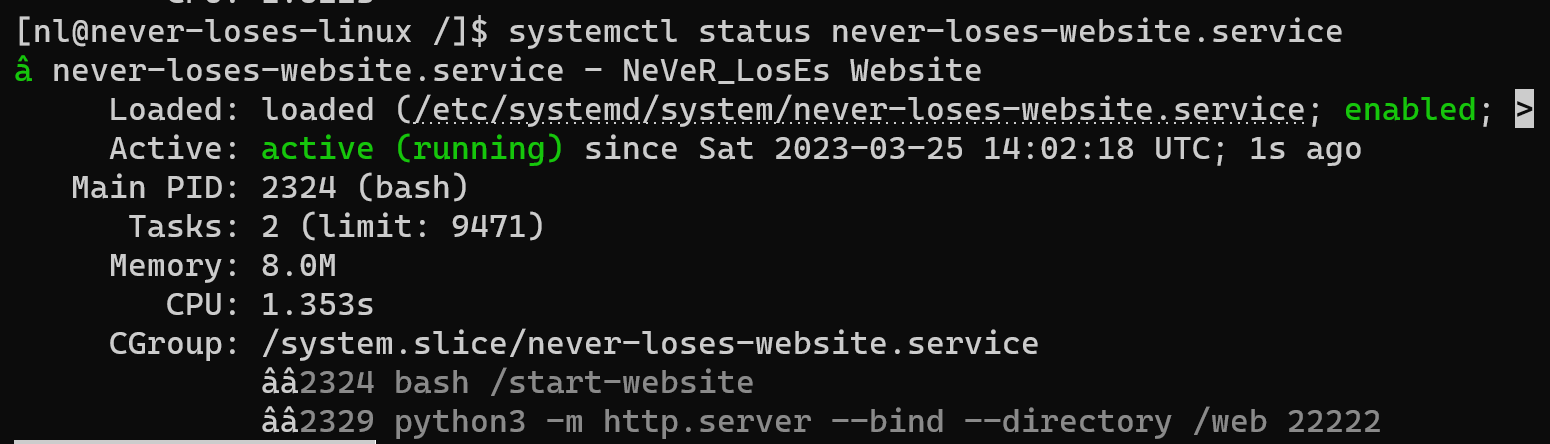 [nl@never-loses-linux /]$ systemctl status never-loses-website.service
â never-loses-website.service - NeVeR_LosEs Website
Loaded: loaded (/etc/systemd/system/never-loses-website.service; enabled; >
Active: active (running) since Sat 2023-03-25 14:02:18 UTC; 1s ago
Main PID: 2324 (bash)
Tasks: 2 (limit: 9471)
Memory: 8.0M
CPU: 1.353s
CGroup: /system.slice/never-loses-website.service
ââ2324 bash /start-website
ââ2329 python3 -m http.server --bind --directory /web 22222